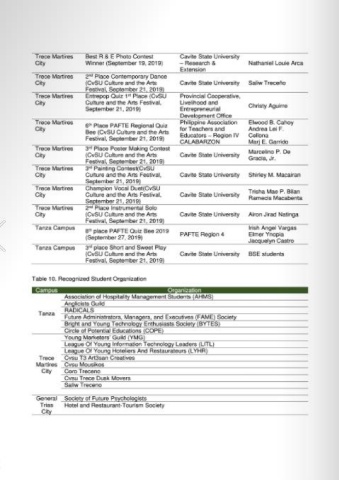 Trece Martires City Best R & E Photo Contest Winner (September 19, 2019) Cavite State University – Research & Extension Nathaniel Louie Arca
Trece Martires City 2nd Place Contemporary Dance (CvSU Culture and the Arts Festival, September 21, 2019) Cavite State University Saliw Treceño
Trece Martires City Entrepop Quiz 1st Place (CvSU Culture and the Arts Festival, September 21, 2019) Provincial Cooperative, Livelihood and Entrepreneurial Development Office Christy Aguirre
Trece Martires City 6th Place PAFTE Regional Quiz Bee (CvSU Culture and the Arts Festival, September 21, 2019) Philippine Association for Teachers and Educators – Region IV CALABARZON Elwood B. Cahoy Andrea Lei F. Marj E. Garrido
Trece Martires City 3rd Place Poster Making Contest (CvSU Culture and the Arts Festival, September 21, 2019) Cavite State University Marcelino P. De Gracia, Jr.
Trece Martires City 3rd Painting Contest(CvSU Culture and the Arts Festival, September 21, 2019) Cavite State University Shirley M. Macairan
Trece Martires City Champion Vocal Duet(CvSU Culture and the Arts Festival, September 21, 2019) Cavite State University Trisha Mae P. Bilan Ramecis Macabenta
Trece Martires City 2nd Place Instrumental Solo (CvSU Culture and the Arts Festival, September 21, 2019) Cavite State University Airon Jirad Natinga
Tanza Campus 8th place PAFTE Quiz Bee 2019 (September 27, 2019) PAFTE Region 4 Irish Angel Vargas Elmer Ynopia Jacquelyn Castro
Tanza Campus 3rd place Short and Sweet Play (CvSU Culture and the Arts Festival, September 21, 2019) Cavite State University BSE students
Table 10. Recognized Student Organization
Campus Organization
Tanza Association of Hospitality Management Students (AHMS)
Anglicists Guild
RADICALS
Future Administrators, Managers, and Executives (FAME) Society
Bright and Young Technology Enthusiasts Society (BYTES)
Circle of Potential Educations (COPE)
Trece Martires City Young Marketers' Guild (YMG)
League Of Young Information Technology Leaders (LITL)
League Of Young Hoteliers And Restaurateurs (LYHR)
Cvsu T3 Art3san Creatives
Cvsu Mousikos
Coro Treceno
Cvsu Trece Dusk Movers
Saliw Treceno
General Trias City Society of Future Psychologists
Hotel and Restaurant-Tourism Society